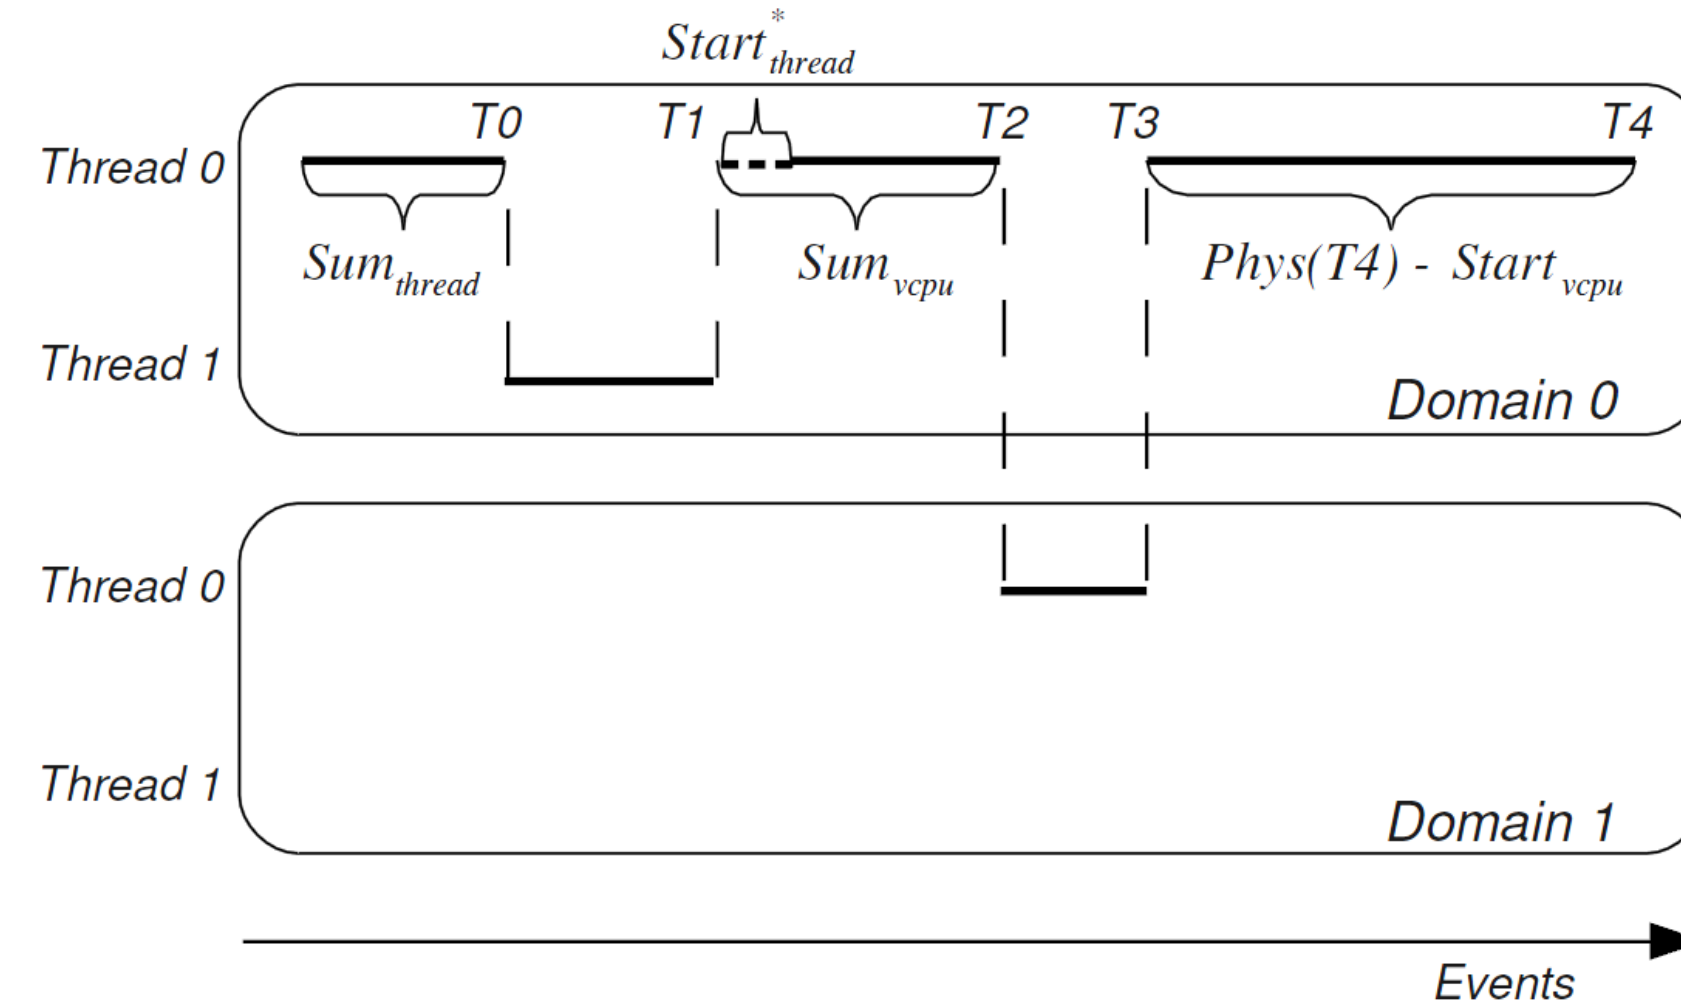 Start*thread
T0 T1 T2 T3 T4
Thread 0
Sumthread Sumvcpu Phys(T4) - Startvcpu
Thread 1
Domain 0
Thread 0
Thread 1
Domain 1
Events